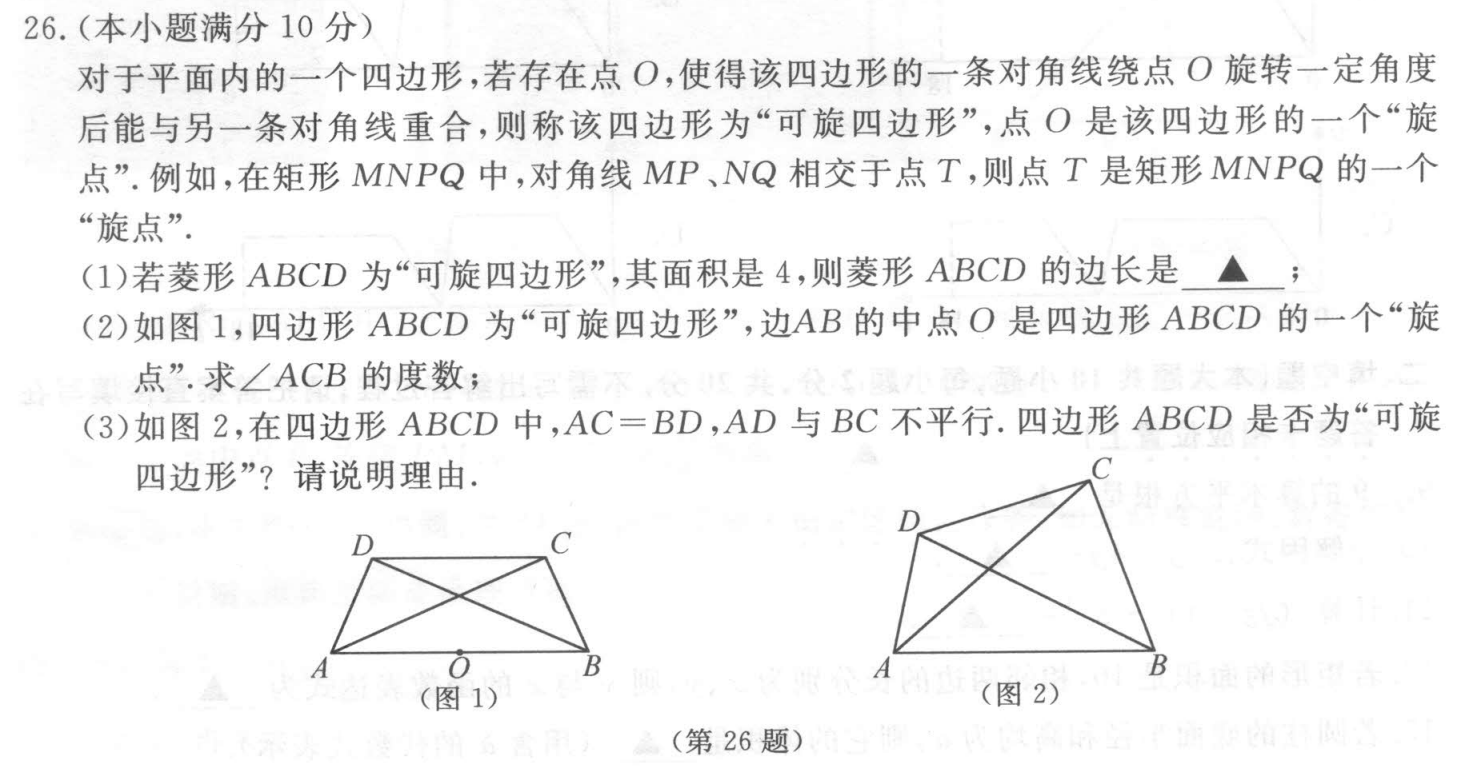 26.(本小题满分 10 分)
对于平面内的一个四边形,若存在点 O,使得该四边形的一条对角线绕点 O 旋转一定角度
后能与另一条对角线重合,则称该四边形为“可旋四边形”,点 O 是该四边形的一个“旋
点”.例如,在矩形 MNPQ 中,对角线 MP、NQ 相交于点 T,则点 T 是矩形 MNPQ 的一个
“旋点”.
(1)若菱形 ABCD 为“可旋四边形”,其面积是 4,则菱形 ABCD 的边长是 ▲ ;
(2)如图 1,四边形 ABCD 为“可旋四边形”,边AB 的中点 O 是四边形 ABCD 的一个“旋
点”.求∠ACB 的度数;
(3)如图 2,在四边形 ABCD 中,AC=BD,AD 与 BC 不平行.四边形 ABCD 是否为“可旋
四边形”?请说明理由.
D C
A O B
(图 1)
C
D
A B
(图 2)
(第 26 题)